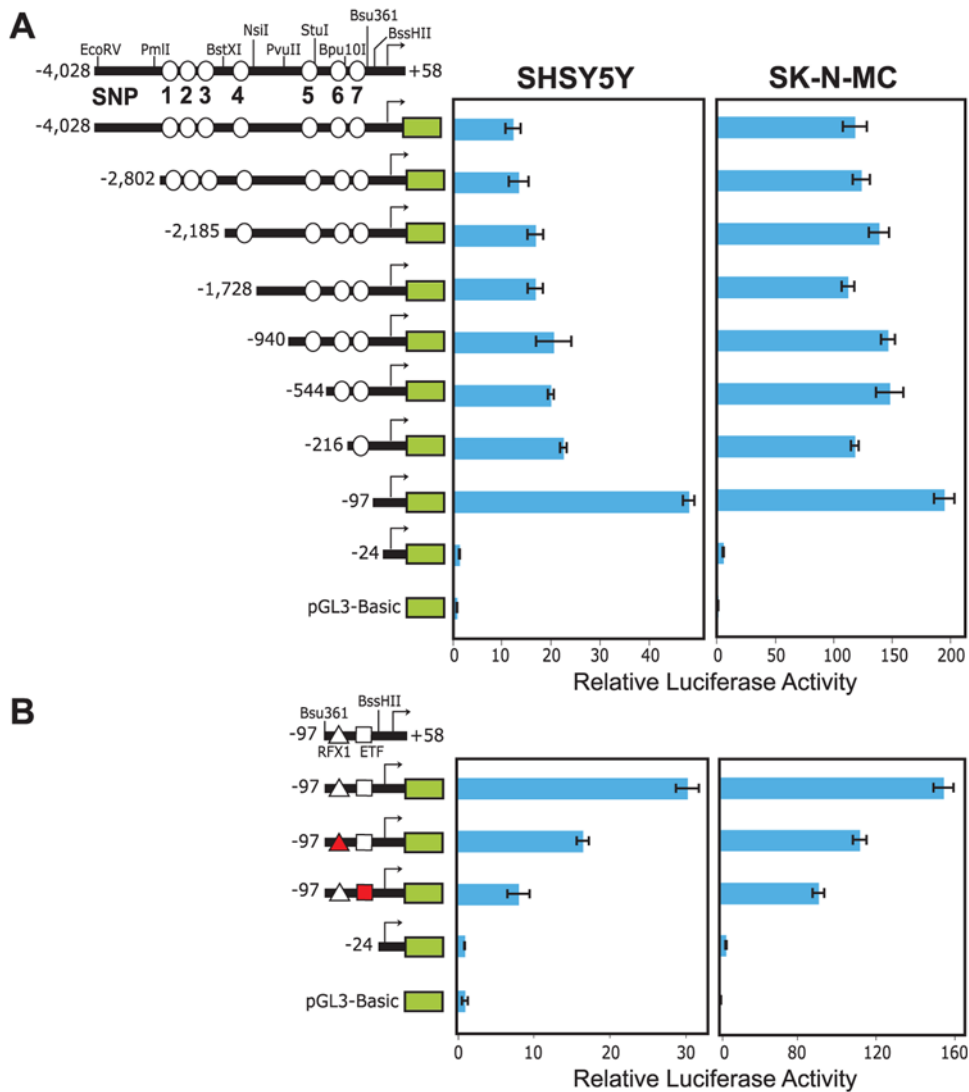 A
EcoRV PmlI BstXI NsiI PvuII StuI Bpu10I Bsu361 BssHII
-4,028 +58
SNP 1 2 3 4 5 6 7
SHSY5Y SK-N-MC
-4,028
-2,802
-2,185
-1,728
-940
-544
-216
-97
-24
pGL3-Basic
0 10 20 30 40 0 50 100 150 200
Relative Luciferase Activity
B
Bsu361 BssHII
-97 +58
RFX1 ETF
-97
-97
-97
-24
pGL3-Basic
0 10 20 30 0 80 120 160
Relative Luciferase Activity